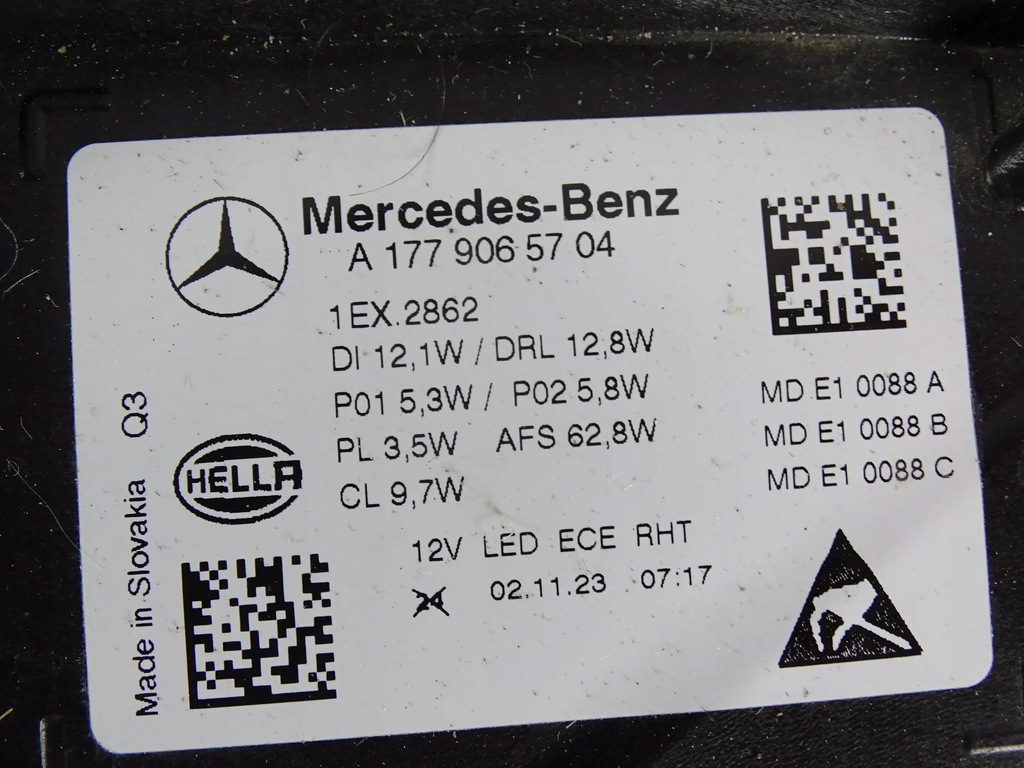 Mercedes-Benz
A 177 906 57 04
1EX.2862
DI 12,1W / DRL 12,8W
P01 5,3W / P02 5,8W
PL 3,5W AFS 62,8W
CL 9,7W
MD E1 0088 A
MD E1 0088 B
MD E1 0088 C
HELLA
12V LED ECE RHT
02.11.23 07:17
Made in Slovakia Q3